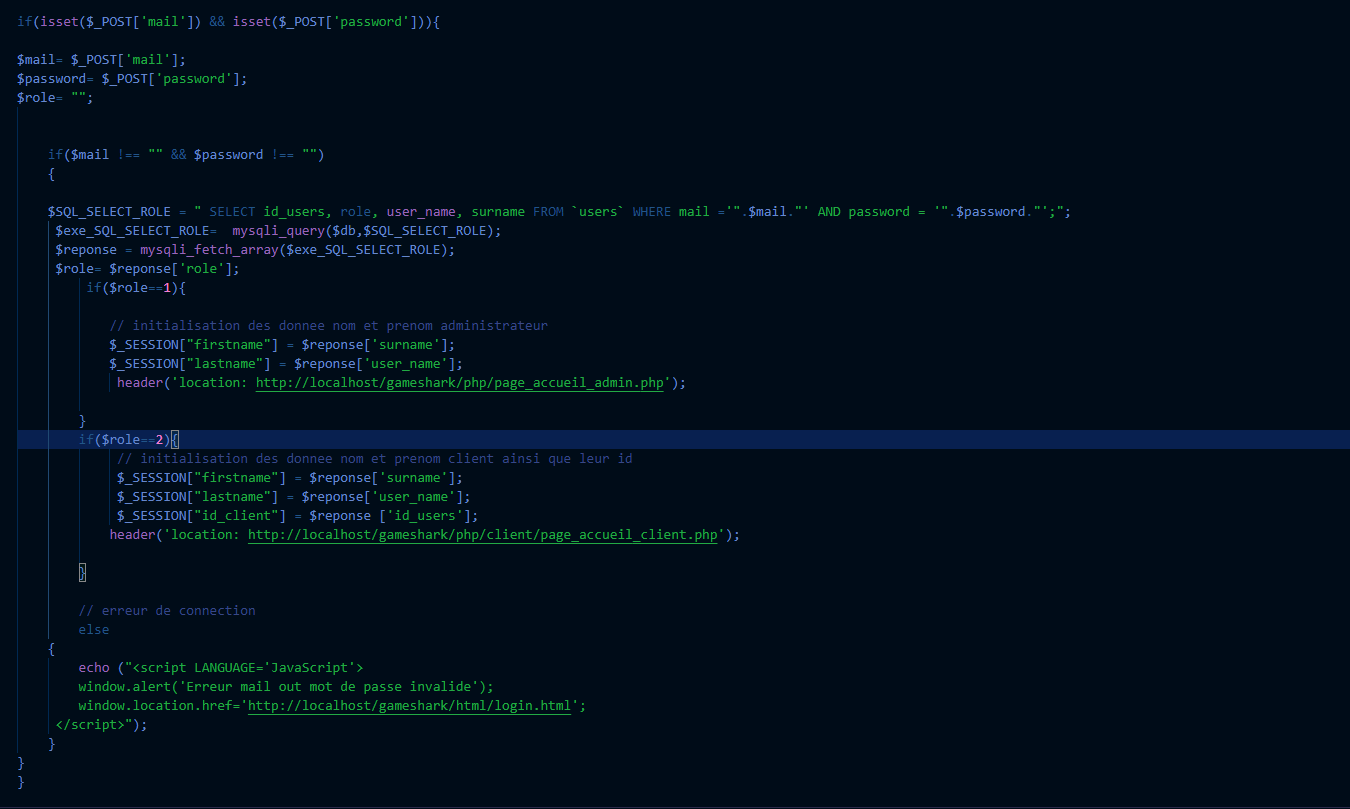 if(isset($_POST['mail']) && isset($_POST['password'])){
$mail= $_POST['mail'];
$password= $_POST['password'];
$role= "";
if($mail !== "" && $password !== "")
{
$SQL_SELECT_ROLE = " SELECT id_users, role, user_name, surname FROM `users` WHERE mail ='".$mail."' AND password = '".$password."';";
$exe_SQL_SELECT_ROLE=  mysqli_query($db,$SQL_SELECT_ROLE);
$reponse = mysqli_fetch_array($exe_SQL_SELECT_ROLE);
$role= $reponse['role'];
if($role==1){
// initialisation des donnee nom et prenom administrateur
$_SESSION["firstname"] = $reponse['surname'];
$_SESSION["lastname"] = $reponse['user_name'];
header('location: http://localhost/gameshark/php/page_accueil_admin.php');
}
if($role==2){
// initialisation des donnee nom et prenom client ainsi que leur id
$_SESSION["firstname"] = $reponse['surname'];
$_SESSION["lastname"] = $reponse['user_name'];
$_SESSION["id_client"] = $reponse ['id_users'];
header('location: http://localhost/gameshark/php/client/page_accueil_client.php');
}
// erreur de connection
else
{
echo ("<script LANGUAGE='JavaScript'>
window.alert('Erreur mail out mot de passe invalide');
window.location.href='http://localhost/gameshark/html/login.html';
</script>");
}
}
}